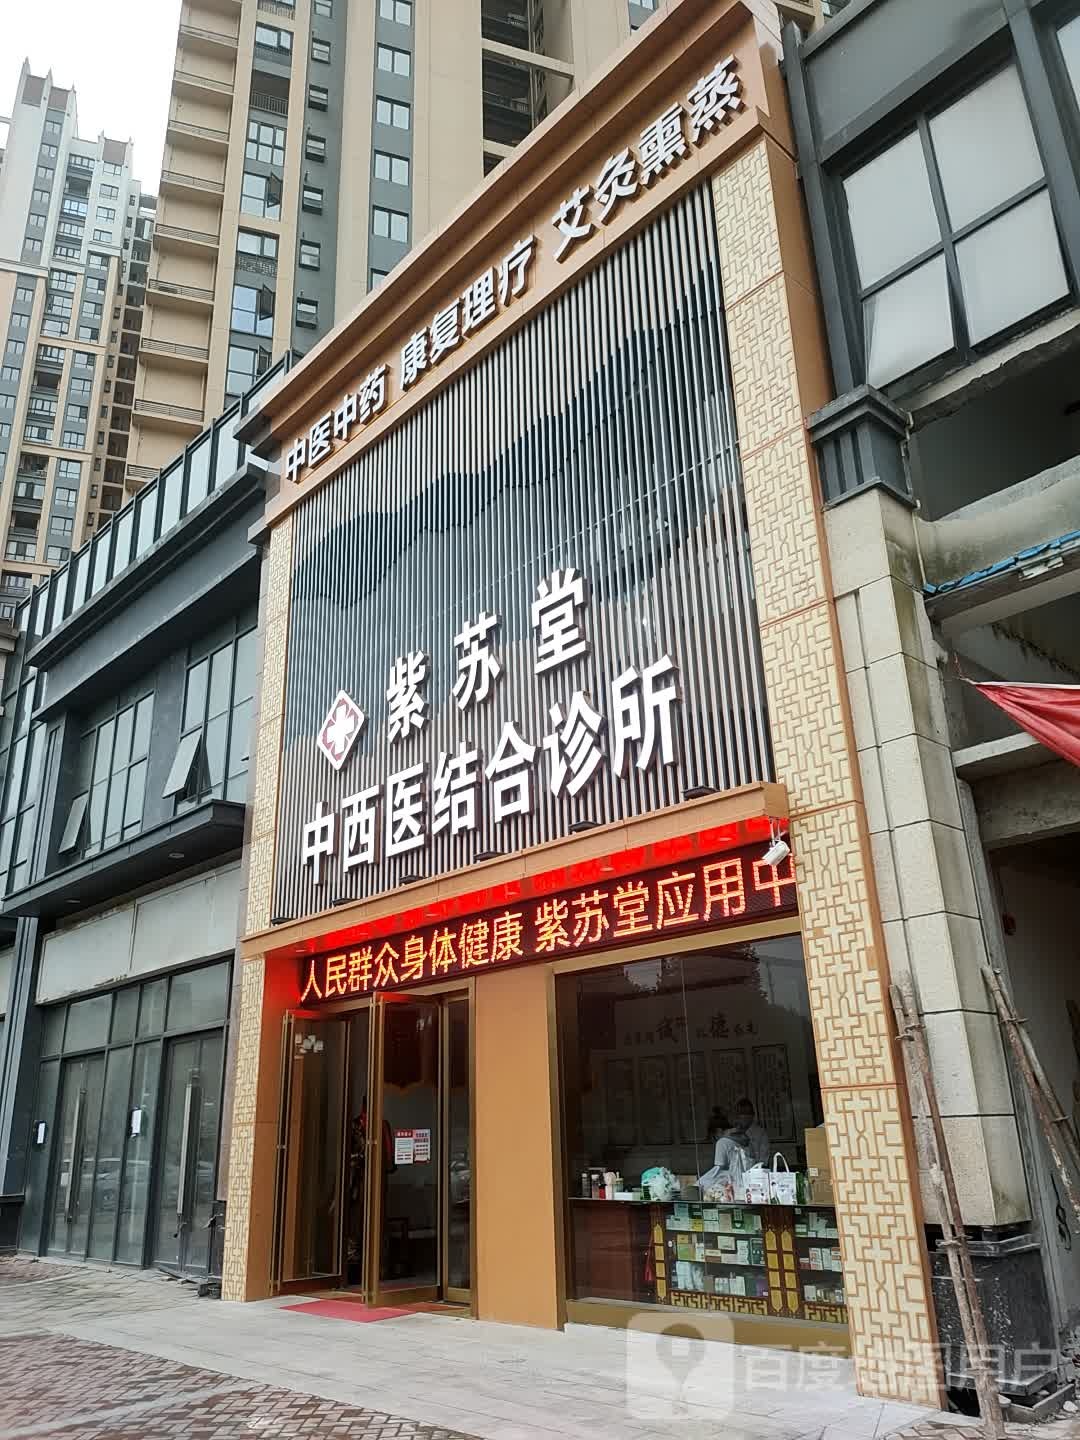 中医中药 康复理疗 艾灸熏蒸
紫苏堂
中西医结合诊所
人民群众身体健康 紫苏堂应用中
百度地图用户